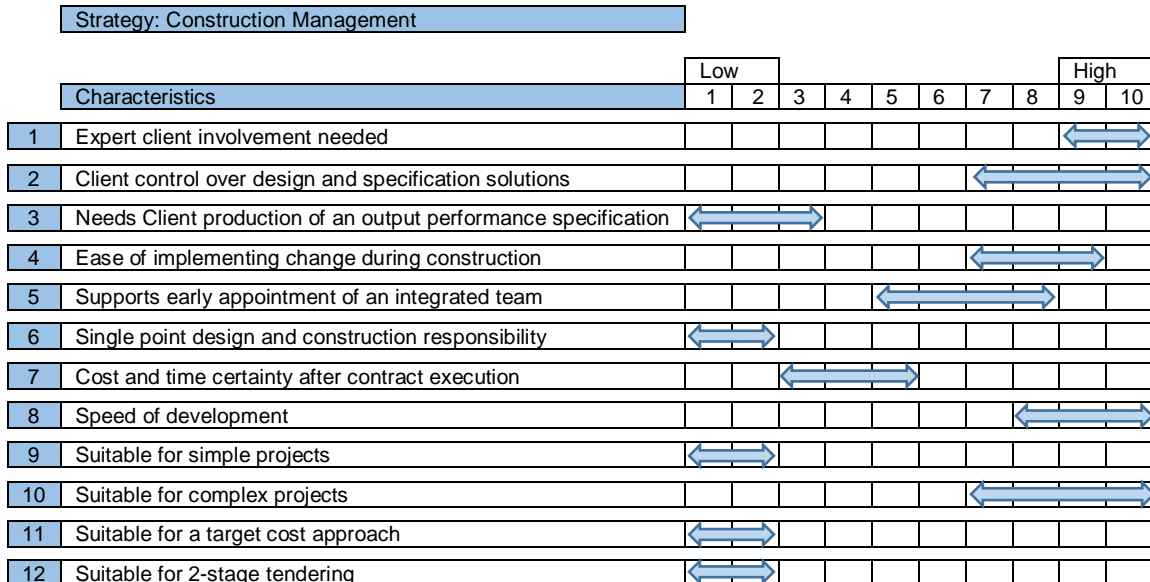 Strategy: Construction Management
Low High
Characteristics 1 2 3 4 5 6 7 8 9 10
1 Expert client involvement needed
2 Client control over design and specification solutions
3 Needs Client production of an output performance specification
4 Ease of implementing change during construction
5 Supports early appointment of an integrated team
6 Single point design and construction responsibility
7 Cost and time certainty after contract execution
8 Speed of development
9 Suitable for simple projects
10 Suitable for complex projects
11 Suitable for a target cost approach
12 Suitable for 2-stage tendering